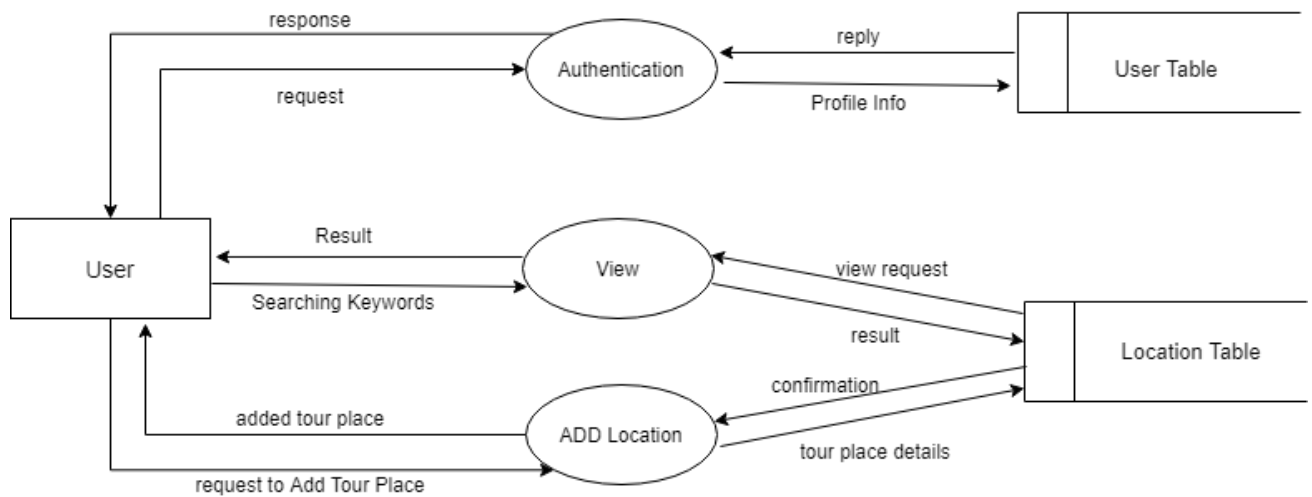 response
reply
Authentication
User Table
request
Profile Info
Result
view request
User
View
Searching Keywords
result
Location Table
confirmation
added tour place
ADD Location
tour place details
request to Add Tour Place